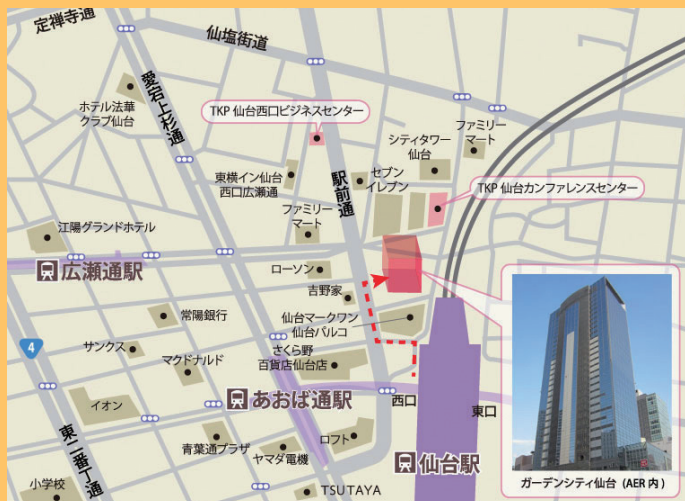 定禅寺通
仙塩街道
愛宕上杉通
ホテル法華
クラブ仙台
TKP 仙台西口ビジネスセンター
ファミリー
マート
シティタワー
仙台
東横イン仙台
西口広瀬通
駅前通
セブン
イレブン
TKP 仙台カンファレンスセンター
江陽グランドホテル
ファミリー
マート
広瀬通駅
ローソン
吉野家
常陽銀行
仙台マークワン
仙台パルコ
4
サンクス
マクドナルド
さくら野
百貨店仙台店
イオン
あおば通駅
西口
東口
東二番丁通
青葉通プラザ
ヤマダ電機
ロフト
仙台駅
小学校
TSUTAYA
ガーデンシティ仙台（AER 内）